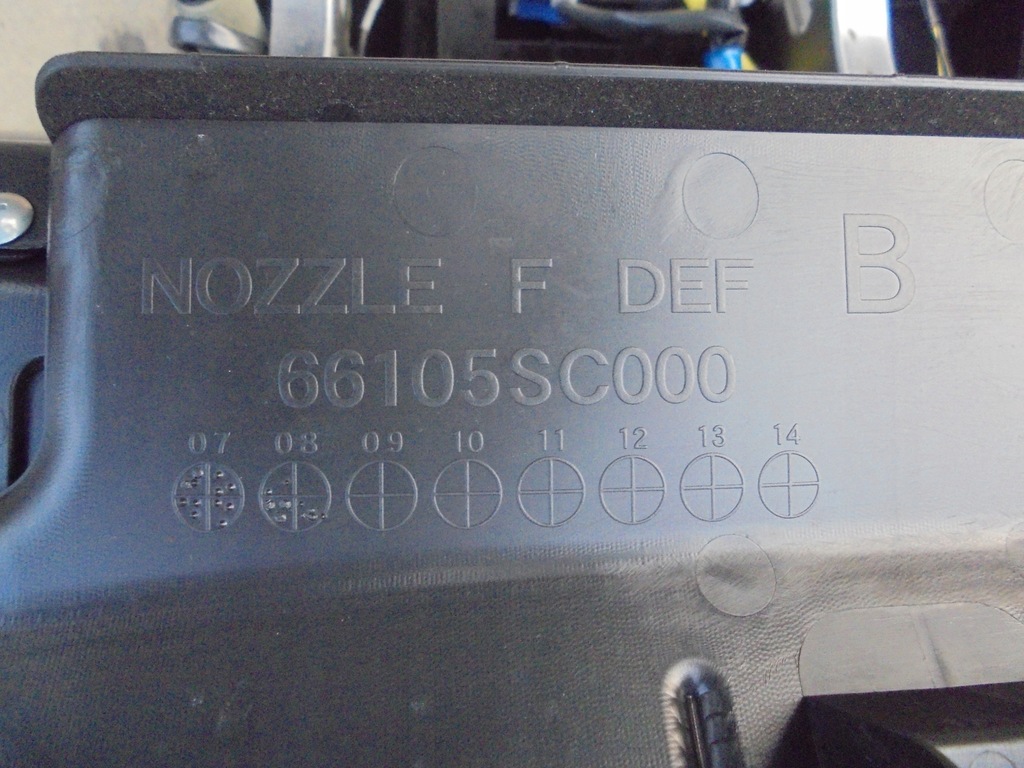 NOZZLE F DEF B
66105SC000
07 08 09 10 11 12 13 14